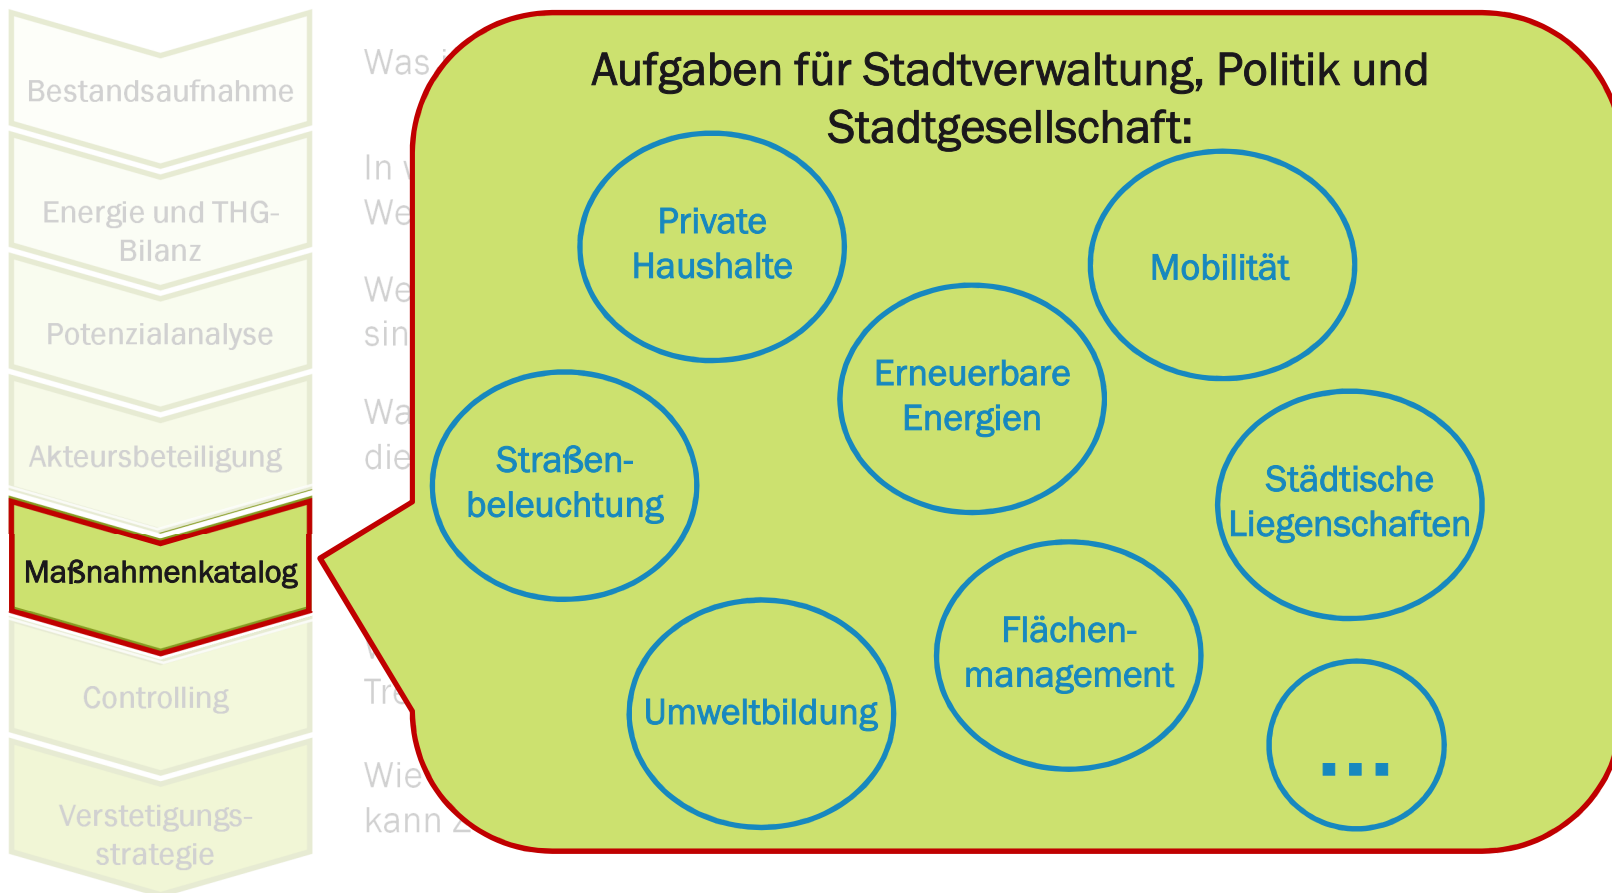 Bestandsaufnahme
Energie und THG-
Bilanz
Potenzialanalyse
Akteursbeteiligung
Maßnahmenkatalog
Controlling
Verstetigungs-
strategie
Was
In
We
We
sin
Wa
die
Tre
Wie
kann
Aufgaben für Stadtverwaltung, Politik und
Stadtgesellschaft:
Private
Haushalte
Mobilität
Erneuerbare
Energien
Straßen-
beleuchtung
Städtische
Liegenschaften
Flächen-
management
Umweltbildung
...